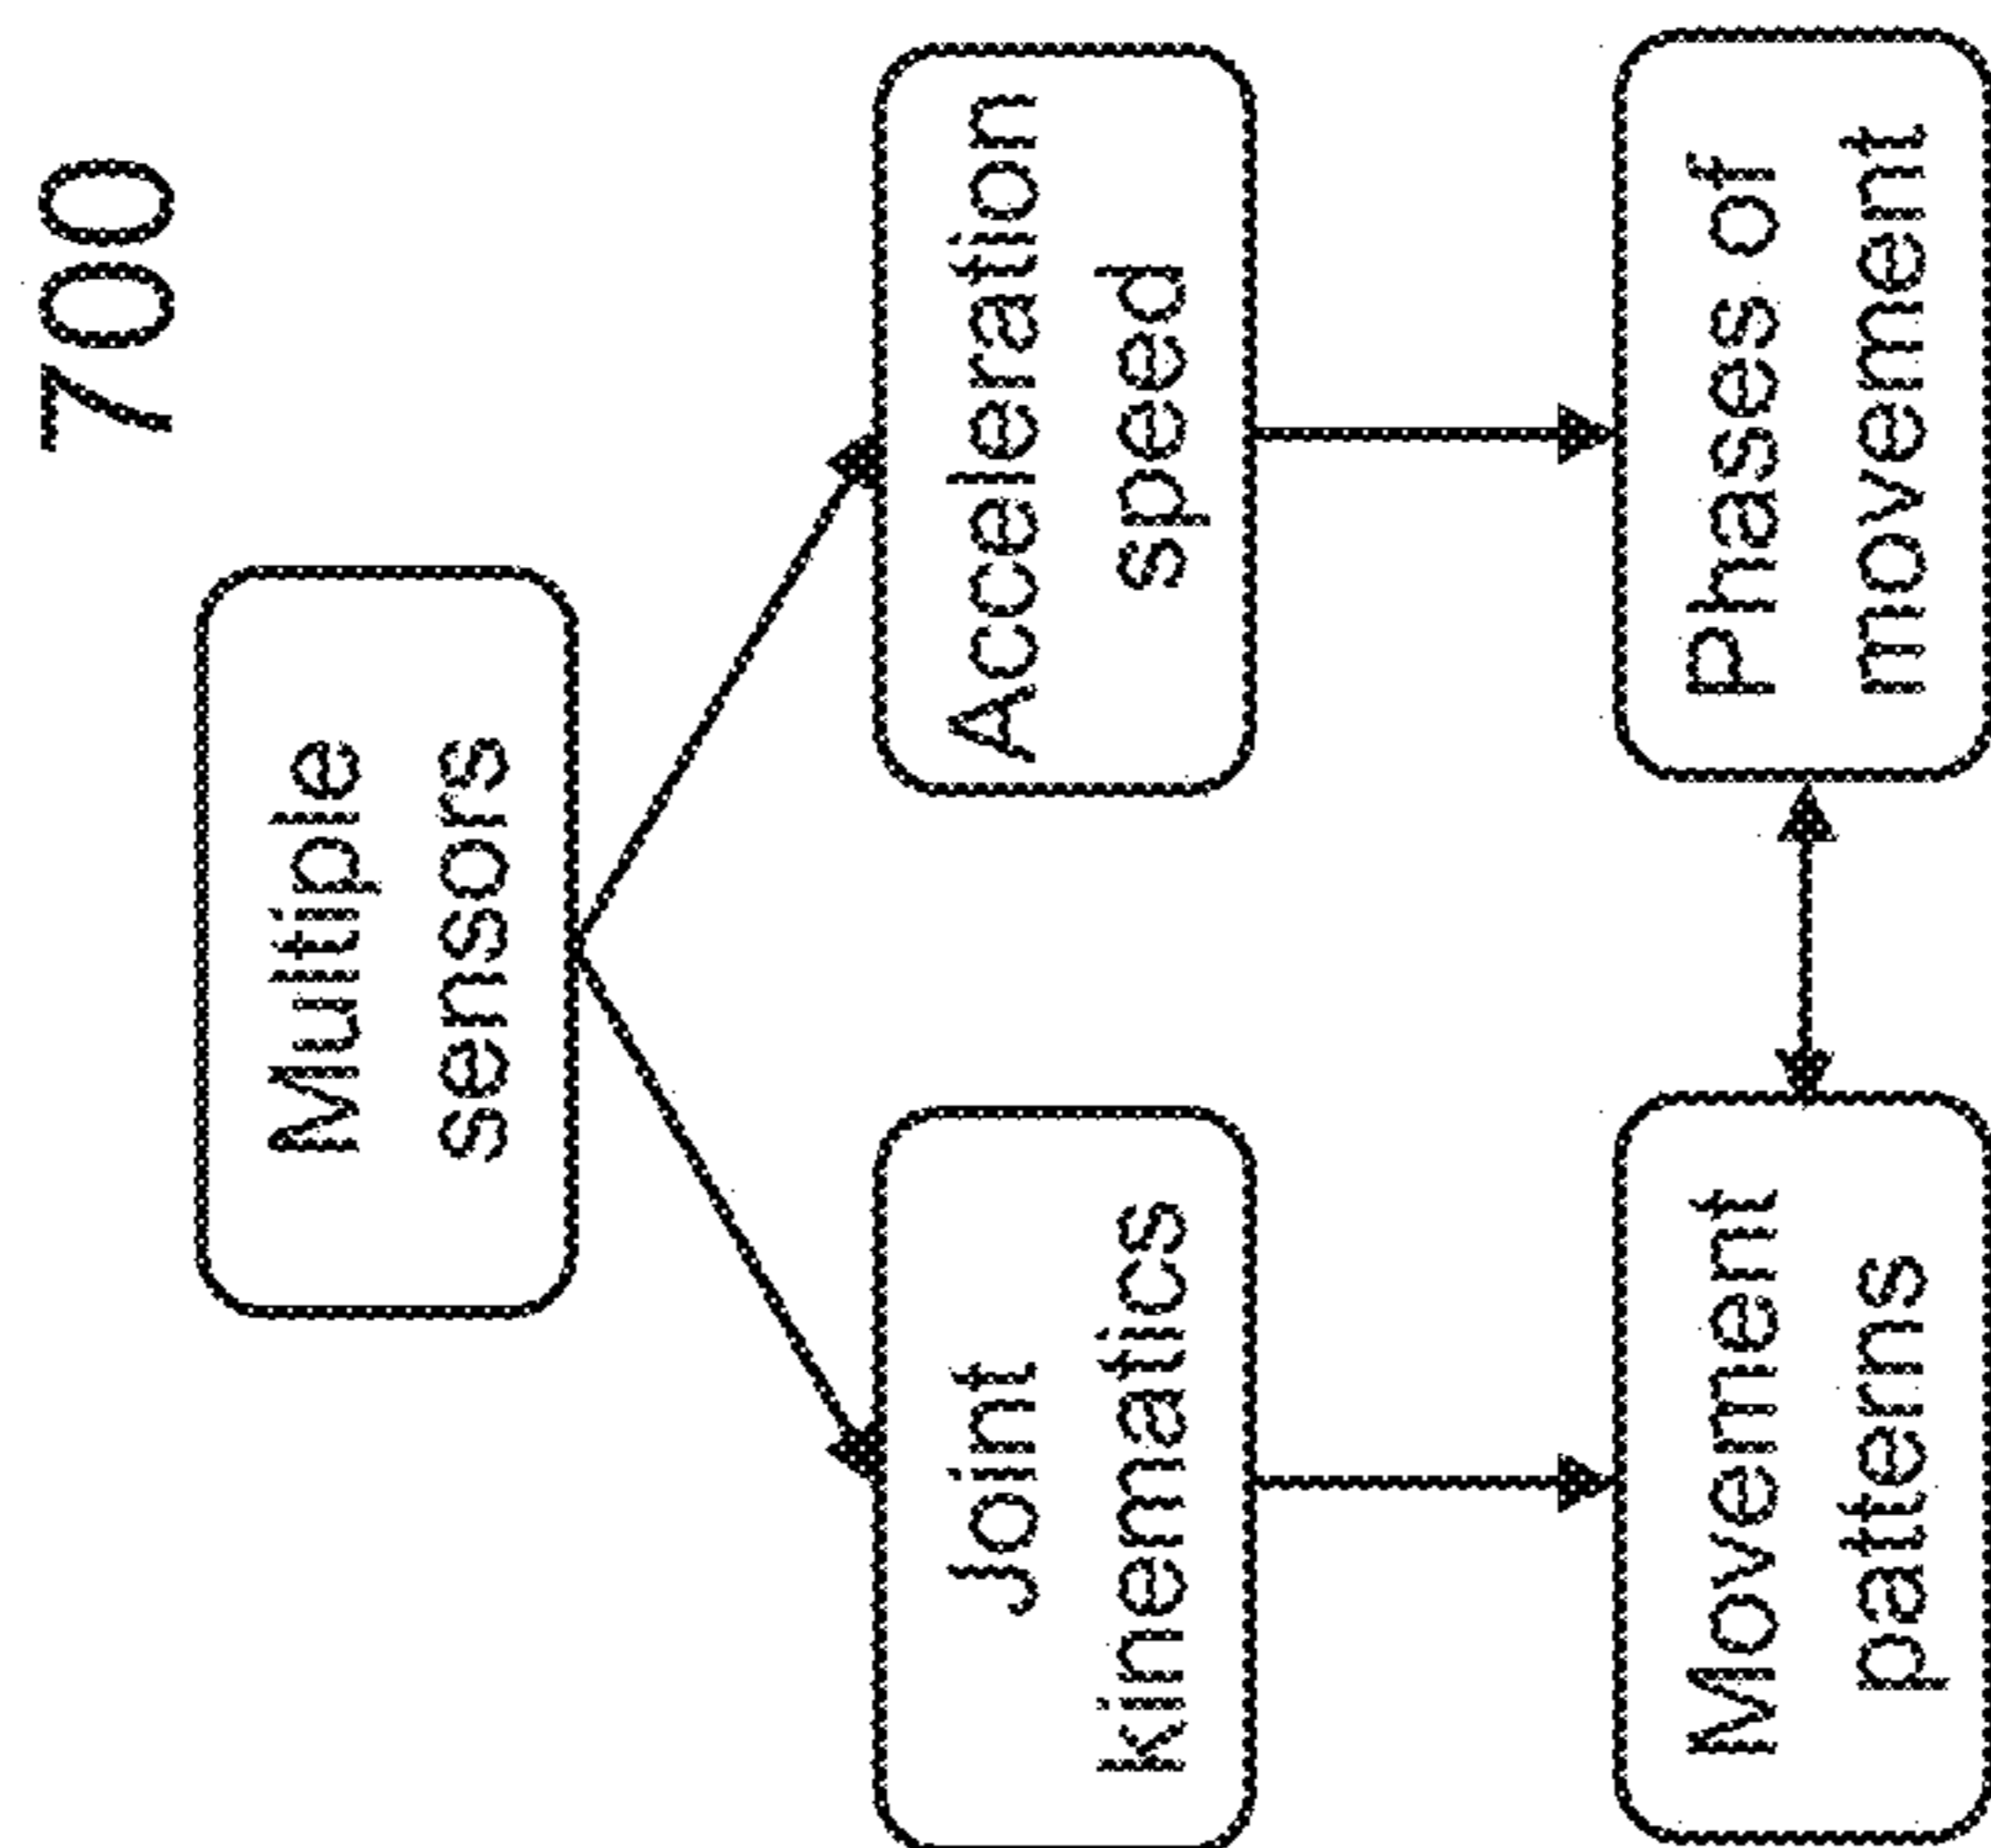 700
Multiple
sensors
Joint
kinematics
Acceleration
speed
Movement
patterns
Phases of
movement